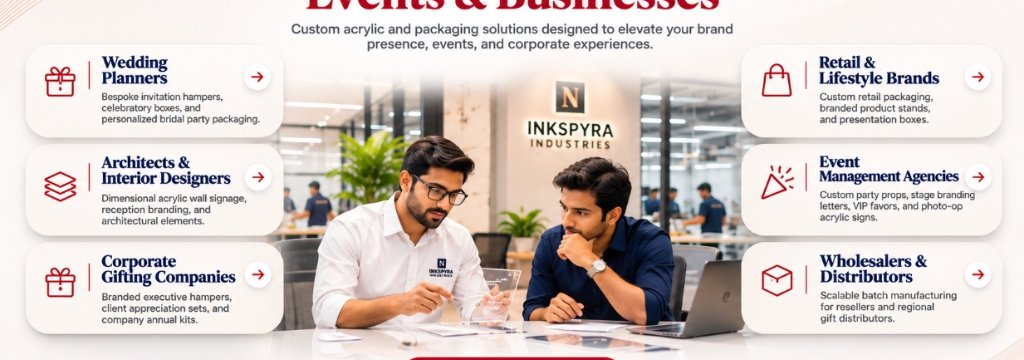 Events & Businesses
Custom acrylic and packaging solutions designed to elevate your brand
presence, events, and corporate experiences.
Wedding
Planners
Bespoke invitation hampers,
celebratory boxes, and
personalized bridal party packaging.
Architects &
Interior Designers
Dimensional acrylic wall signage,
reception branding, and
architectural elements.
Corporate
Gifting Companies
Branded executive hampers,
client appreciation sets, and
company annual kits.
N
INKSPYRA
INDUSTRIES
N
INKSPYRA
INDUSTRIES
Retail &
Lifestyle Brands
Custom retail packaging,
branded product stands,
and presentation boxes.
Event
Management Agencies
Custom party props, stage branding
letters, VIP favors, and photo-op
acrylic signs.
Wholesalers &
Distributors
Scalable batch manufacturing
for resellers and regional
gift distributors.